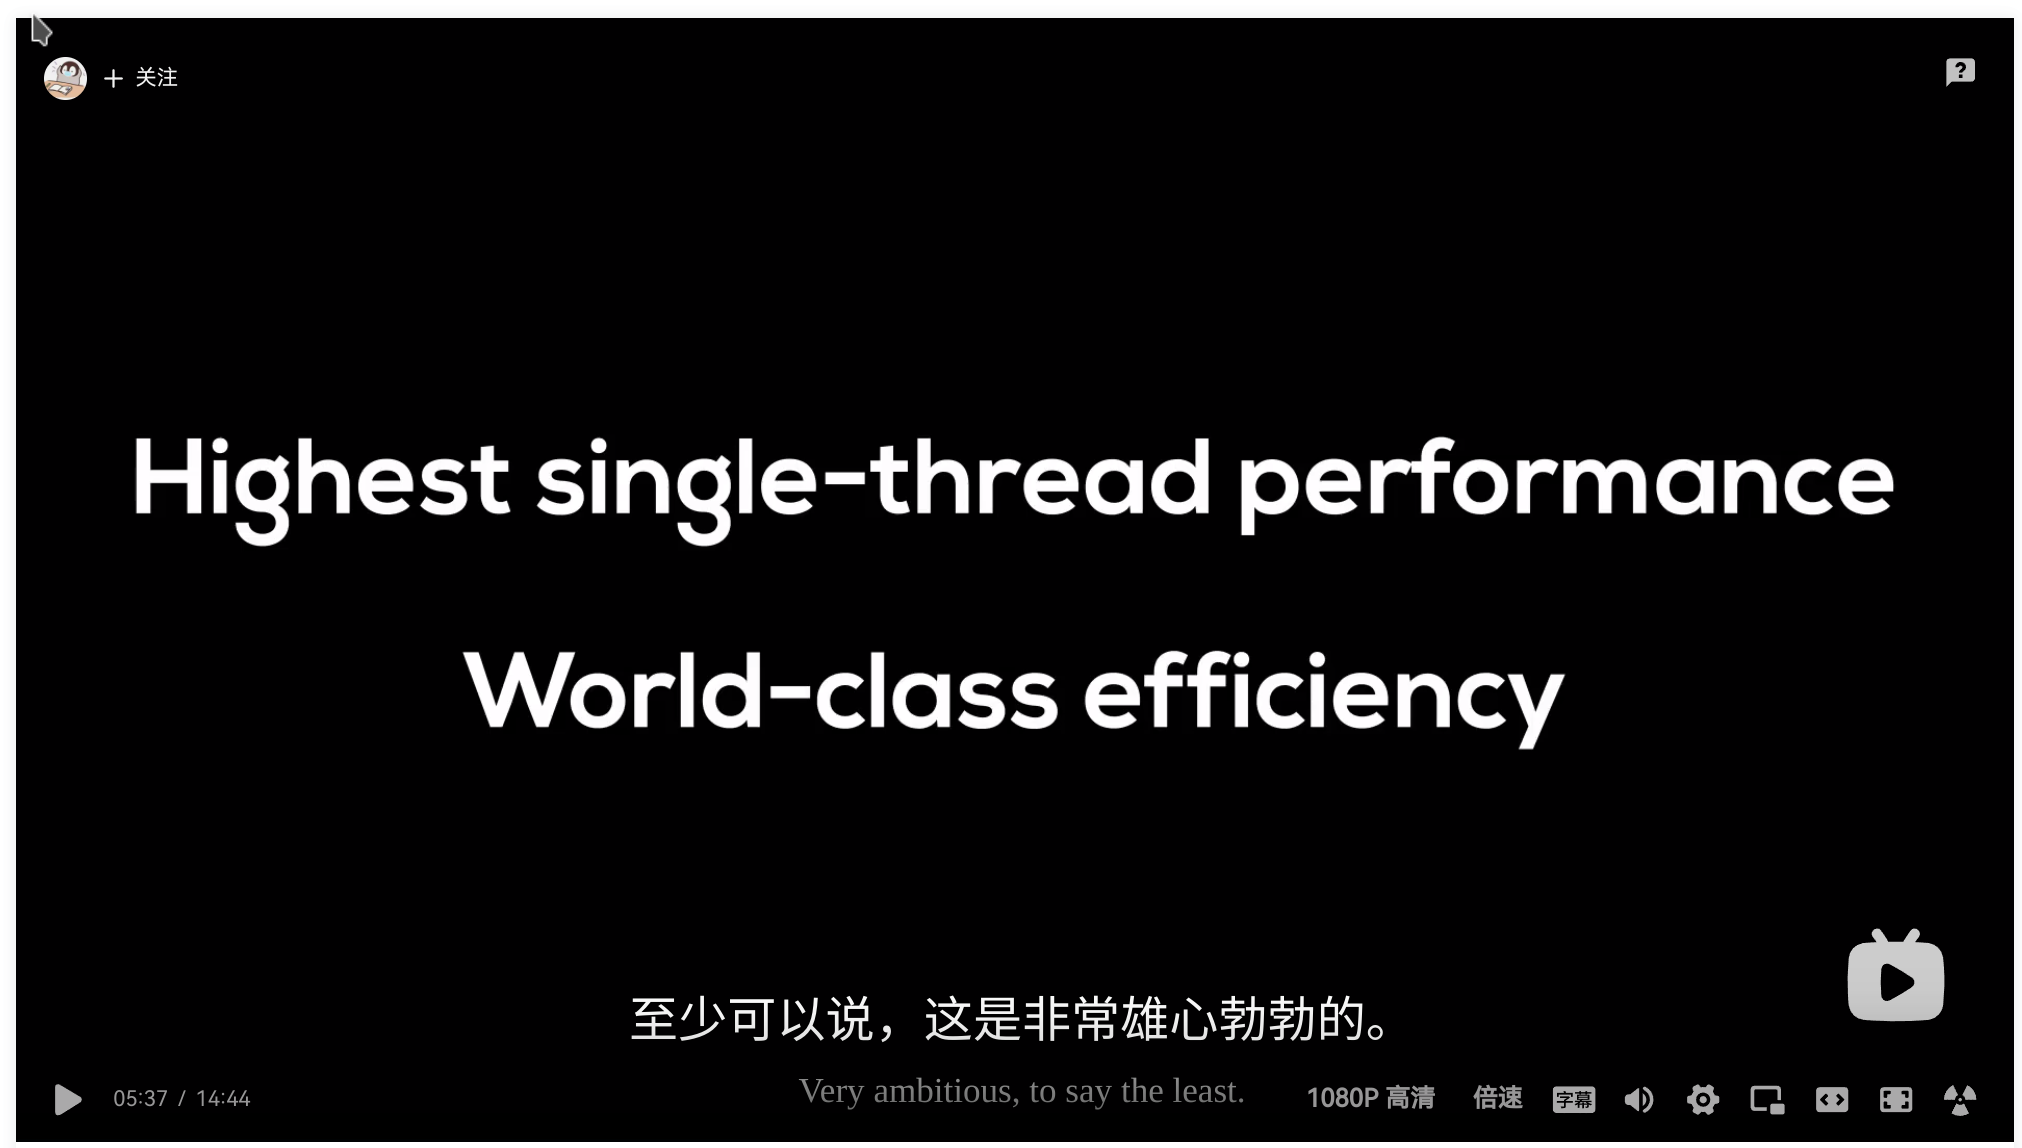 + 关注
Highest single-thread performance
World-class efficiency
至少可以说，这是非常雄心勃勃的。
Very ambitious, to say the least.
05:37 / 14:44
1080P 高清 倍速 字幕